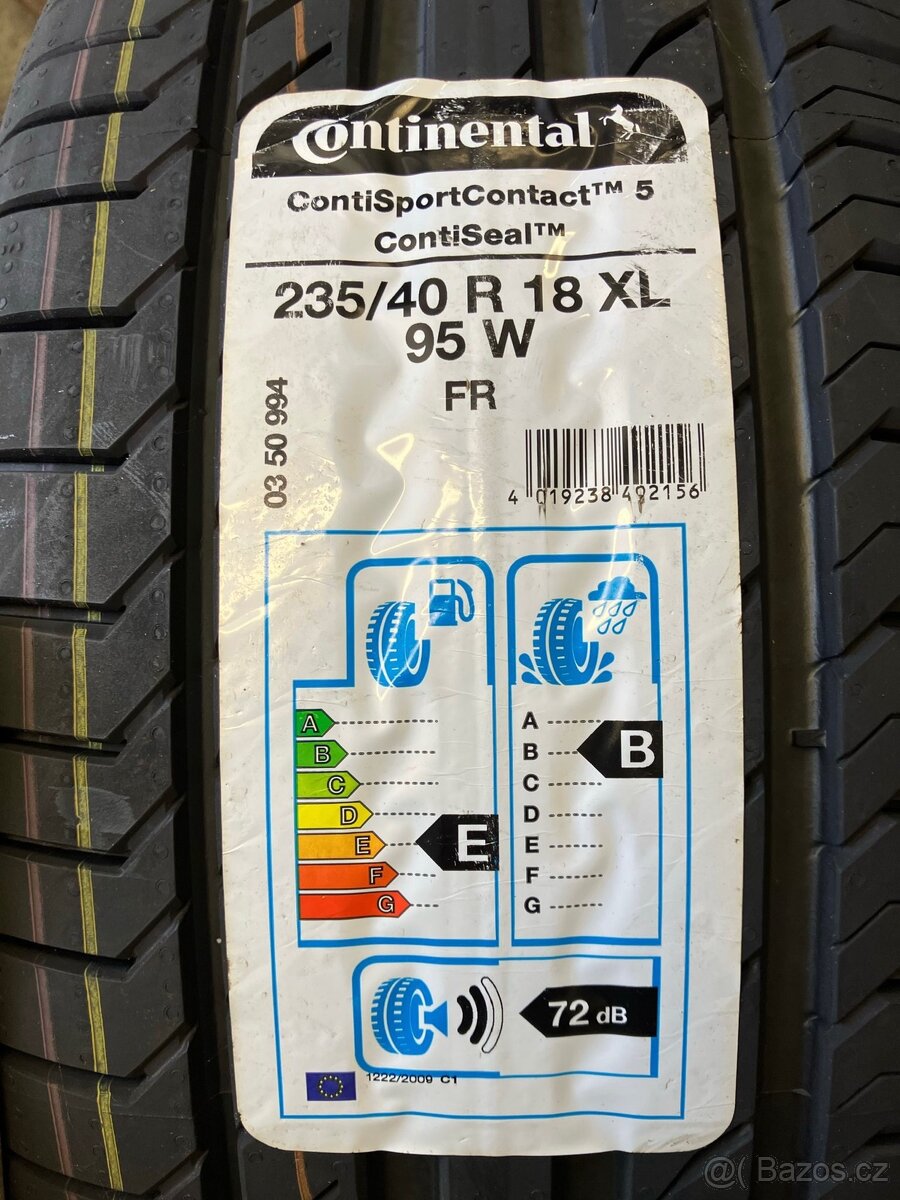 Continental
ContiSportContact™ 5
ContiSeal™
235/40 R 18 XL
95 W
FR
03 50 994
4 019238 492156
A
B
C
D
E
F
G
E
A
B
C
D
E
F
G
B
72 dB
1222/2009 C1
@( Bazos.cz